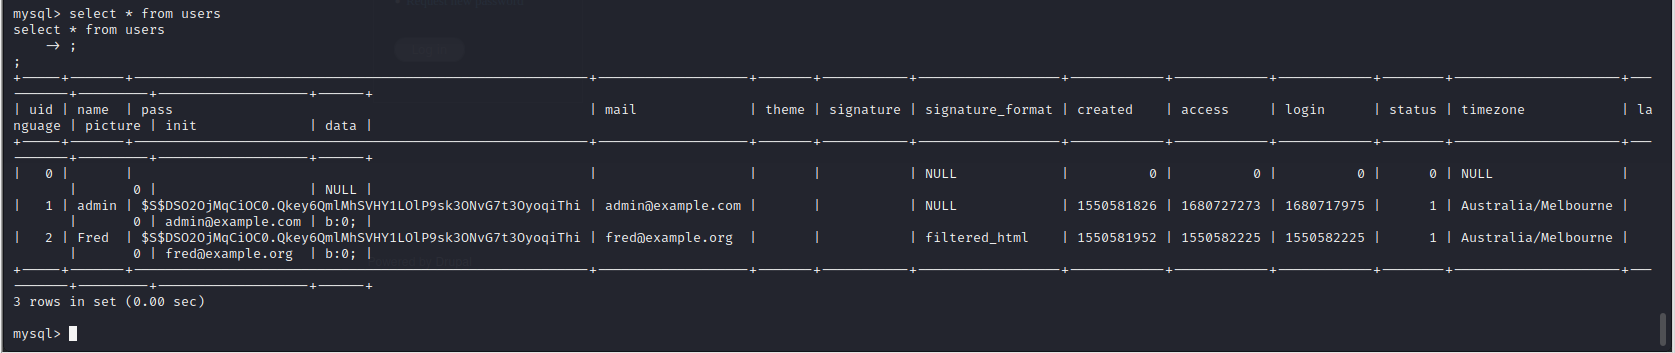 mysql> select * from users
select * from users
    -> ;
;
+-----+-------+---------------------------------------------------------+-------------------+-------+-----------+------------------+------------+------------+------------+--------+---------------------+---
-------+---------+-------------------+------+
| uid | name  | pass                                                    | mail              | theme | signature | signature_format | created    | access     | login      | status | timezone            | la
nguage | picture | init              | data |
+-----+-------+---------------------------------------------------------+-------------------+-------+-----------+------------------+------------+------------+------------+--------+---------------------+---
-------+---------+-------------------+------+
|   0 |       |                                                         |                   |       |           | NULL             |          0 |          0 |          0 |      0 | NULL                |
       |       0 |                   | NULL |
|   1 | admin | $S$DSO2OjMqCiOC0.Qkey6QmlMhSVHY1LOlP9sk3ONvG7t3OyoqiThi | admin@example.com |       |           | NULL             | 1550581826 | 1680727273 | 1680717975 |      1 | Australia/Melbourne |
       |       0 | admin@example.com | b:0; |
|   2 | Fred  | $S$DSO2OjMqCiOC0.Qkey6QmlMhSVHY1LOlP9sk3ONvG7t3OyoqiThi | fred@example.org  |       |           | filtered_html    | 1550581952 | 1550582225 | 1550582225 |      1 | Australia/Melbourne |
       |       0 | fred@example.org  | b:0; |
+-----+-------+---------------------------------------------------------+-------------------+-------+-----------+------------------+------------+------------+------------+--------+---------------------+---
-------+---------+-------------------+------+
3 rows in set (0.00 sec)
mysql>